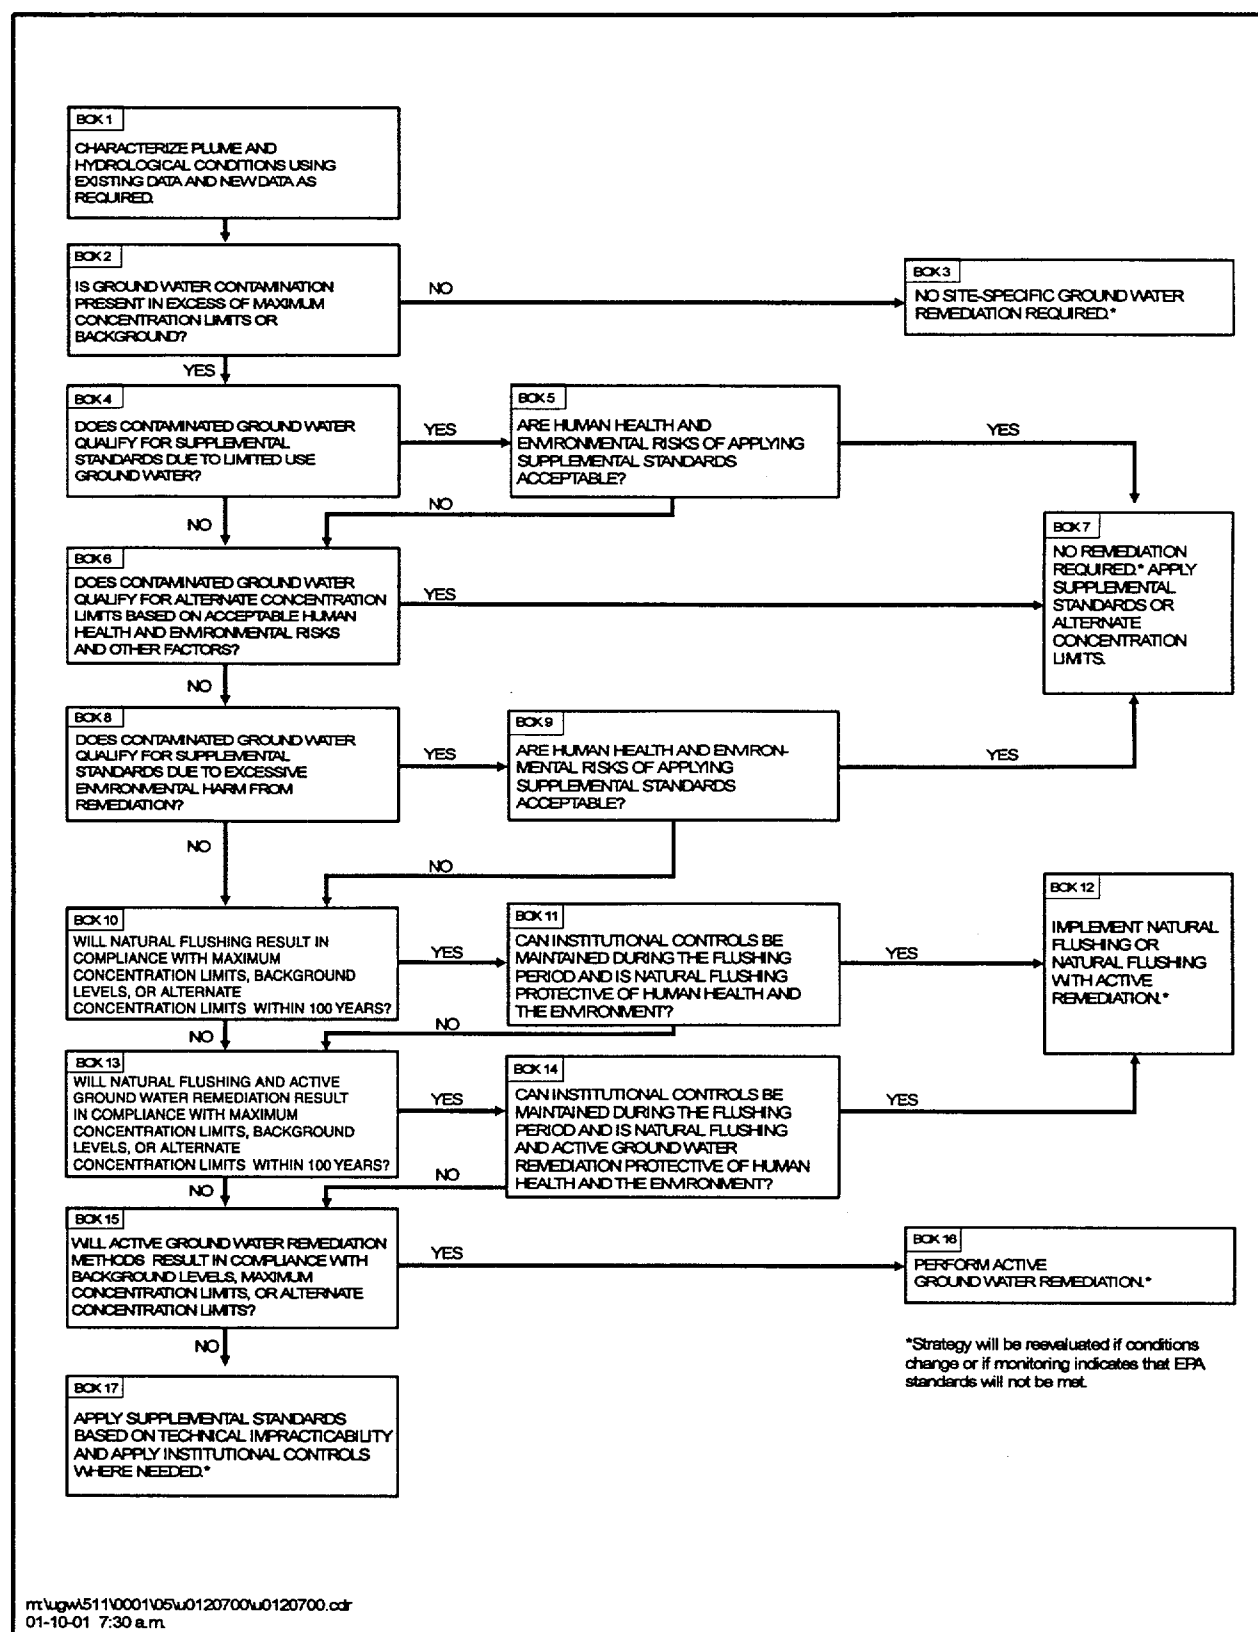 BOX 1
CHARACTERIZE PLUME AND
HYDROLOGICAL CONDITIONS USING
EXISTING DATA AND NEW DATA AS
REQUIRED.
BOX 2
IS GROUND WATER CONTAMINATION
PRESENT IN EXCESS OF MAXIMUM
CONCENTRATION LIMITS OR
BACKGROUND?
NO
BOX 3
NO SITE-SPECIFIC GROUND WATER
REMEDIATION REQUIRED.*
YES
BOX 4
DOES CONTAMINATED GROUND WATER
QUALIFY FOR SUPPLEMENTAL
STANDARDS DUE TO LIMITED USE
GROUND WATER?
YES
BOX 5
ARE HUMAN HEALTH AND
ENVIRONMENTAL RISKS OF APPLYING
SUPPLEMENTAL STANDARDS
ACCEPTABLE?
YES
NO
NO
BOX 6
DOES CONTAMINATED GROUND WATER
QUALIFY FOR ALTERNATE CONCENTRATION
LIMITS BASED ON ACCEPTABLE HUMAN
HEALTH AND ENVIRONMENTAL RISKS
AND OTHER FACTORS?
YES
BOX 7
NO REMEDIATION
REQUIRED.* APPLY
SUPPLEMENTAL
STANDARDS OR
ALTERNATE
CONCENTRATION
LIMITS.
NO
BOX 8
DOES CONTAMINATED GROUND WATER
QUALIFY FOR SUPPLEMENTAL
STANDARDS DUE TO EXCESSIVE
ENVIRONMENTAL HARM FROM
REMEDIATION?
YES
BOX 9
ARE HUMAN HEALTH AND ENVIRON-
MENTAL RISKS OF APPLYING
SUPPLEMENTAL STANDARDS
ACCEPTABLE?
YES
NO
NO
BOX 10
WILL NATURAL FLUSHING RESULT IN
COMPLIANCE WITH MAXIMUM
CONCENTRATION LIMITS, BACKGROUND
LEVELS, OR ALTERNATE
CONCENTRATION LIMITS WITHIN 100 YEARS?
YES
BOX 11
CAN INSTITUTIONAL CONTROLS BE
MAINTAINED DURING THE FLUSHING
PERIOD AND IS NATURAL FLUSHING
PROTECTIVE OF HUMAN HEALTH AND
THE ENVIRONMENT?
YES
BOX 12
IMPLEMENT NATURAL
FLUSHING OR
NATURAL FLUSHING
WITH ACTIVE
REMEDIATION.*
NO
NO
BOX 13
WILL NATURAL FLUSHING AND ACTIVE
GROUND WATER REMEDIATION RESULT
IN COMPLIANCE WITH MAXIMUM
CONCENTRATION LIMITS, BACKGROUND
LEVELS, OR ALTERNATE
CONCENTRATION LIMITS WITHIN 100 YEARS?
YES
BOX 14
CAN INSTITUTIONAL CONTROLS BE
MAINTAINED DURING THE FLUSHING
PERIOD AND IS NATURAL FLUSHING
AND ACTIVE GROUND WATER
REMEDIATION PROTECTIVE OF HUMAN
HEALTH AND THE ENVIRONMENT?
YES
NO
NO
BOX 15
WILL ACTIVE GROUND WATER REMEDIATION
METHODS RESULT IN COMPLIANCE WITH
BACKGROUND LEVELS, MAXIMUM
CONCENTRATION LIMITS, OR ALTERNATE
CONCENTRATION LIMITS?
YES
BOX 16
PERFORM ACTIVE
GROUND WATER REMEDIATION.*
NO
BOX 17
APPLY SUPPLEMENTAL STANDARDS
BASED ON TECHNICAL IMPRACTICABILITY
AND APPLY INSTITUTIONAL CONTROLS
WHERE NEEDED.*
*Strategy will be reevaluated if conditions
change or if monitoring indicates that EPA
standards will not be met.
m:\ugw\511\0001\05\u0120700\u0120700.cdr
01-10-01 7:30 a.m.